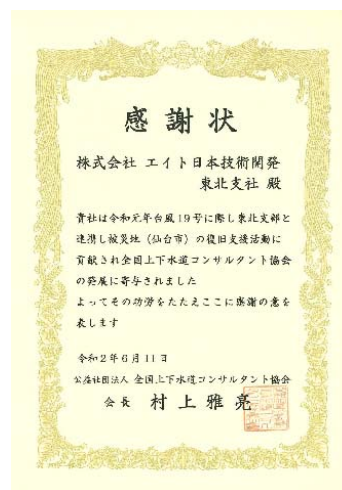 感謝状
株式会社 エイト日本技術開発
東北支社 殿
貴社は令和元年台風19号に際し東北支部と
連携し被災地（仙台市）の復旧支援活動に
貢献され全国上下水道コンサルタント協会
の発展に寄与されました
よってその功労をたたえここに感謝の意を
表します
令和2年6月11日
公益社団法人 全国上下水道コンサルタント協会
会長 村上雅亮